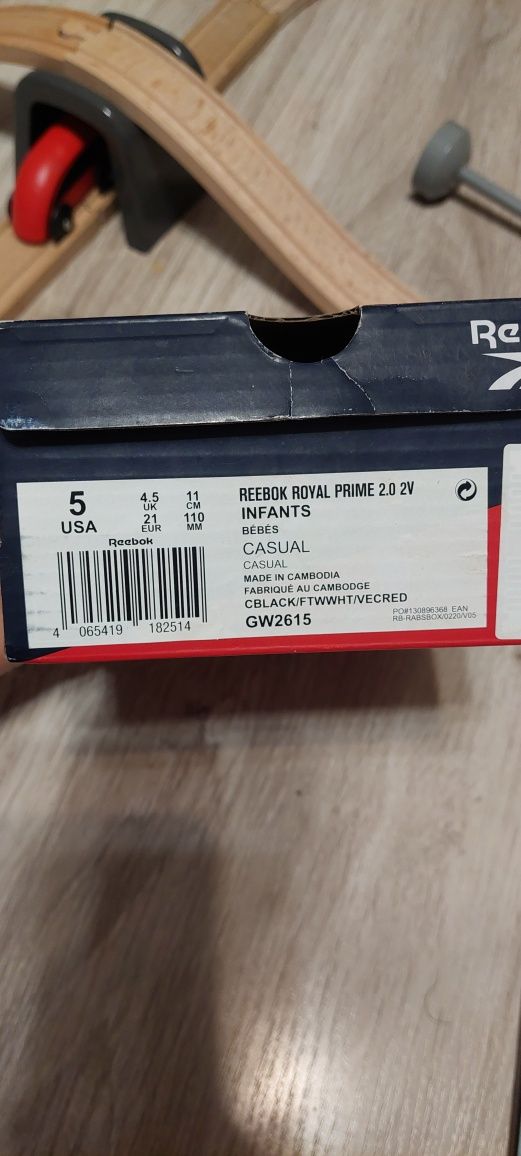 Re
5
USA
4.5
UK
21
EUR
11
CM
110
MM
Reebok
4 065419 182514
REEBOK ROYAL PRIME 2.0 2V
INFANTS
BÉBÉS
CASUAL
CASUAL
MADE IN CAMBODIA
FABRIQUÉ AU CAMBODGE
CBLACK/FTWWHT/VECRED
GW2615
PO#130896368 EAN
RB-RABSBOX/0220/V05